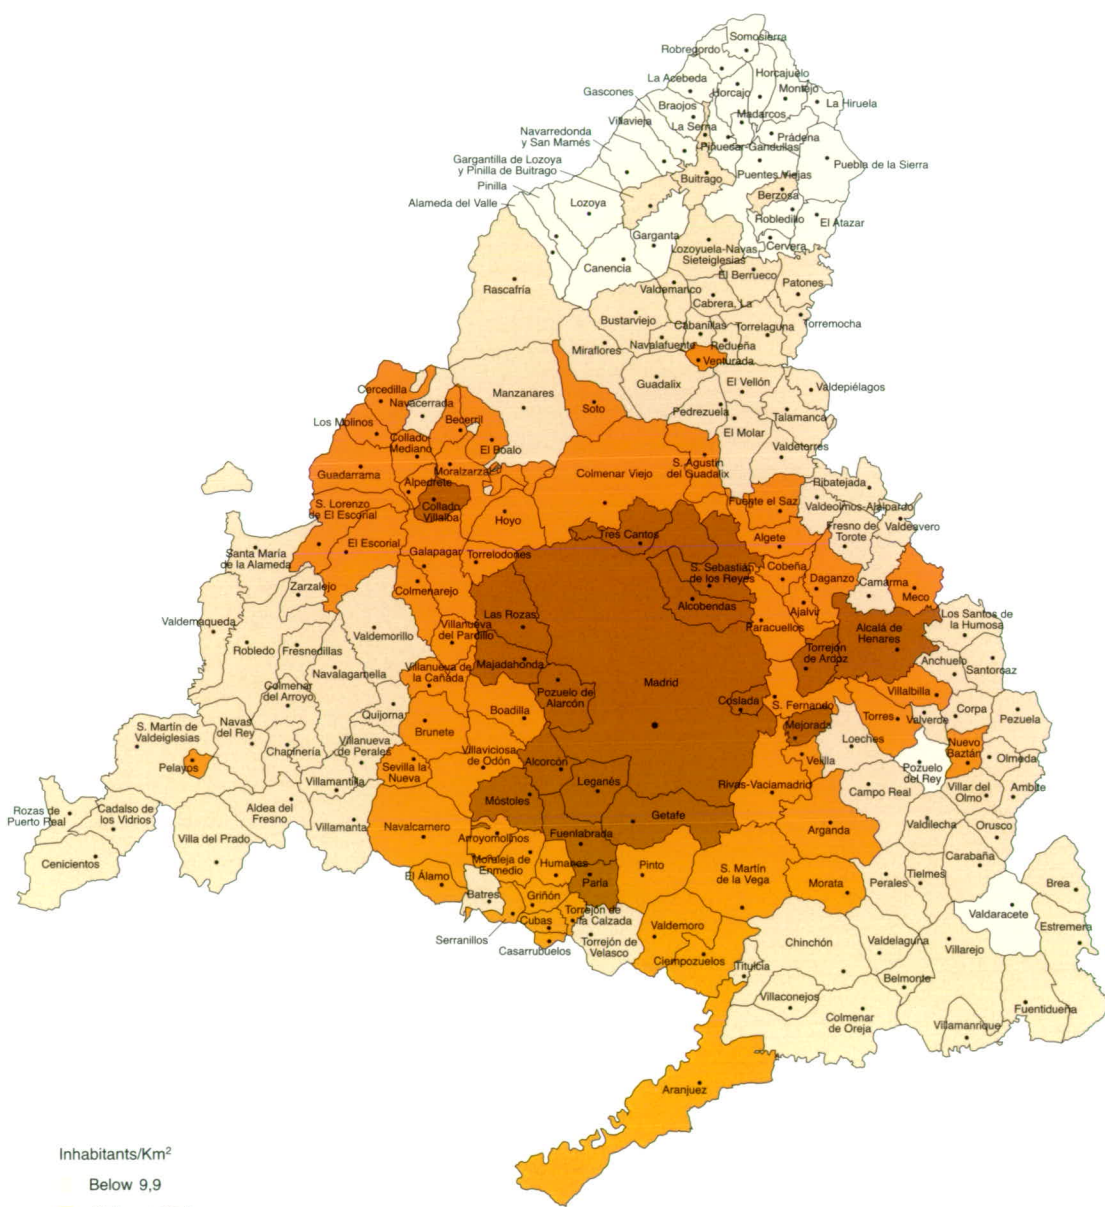 Somosierra
Robregordo
Horcajuelo
La Acebeda
Montejo
Horcajo
Gascones
La Hiruela
Braojos
Madarcos
Villavieja
La Serna
Prádena
Navarredonda
y San Mamés
Piñuecar-Gandullas
Gargantilla de Lozoya
y Pinilla de Buitrago
Puebla de la Sierra
Buitrago
Puentes Viejas
Pinilla
Berzosa
Alameda del Valle
Lozoya
Robledillo
El Atazar
Garganta
Cervera
Lozoyuela-Navas
Sieteiglesias
Canencia
El Berrueco
Rascafría
Valdemanco
Patones
Cabrera, La
Bustarviejo
Cabanillas
Torrelaguna
Torremocha
Miraflores
Navalafuente
Redueña
Venturada
Guadalix
El Vellón
Valdepiélagos
Cercedilla
Navacerrada
Manzanares
Soto
Pedrezuela
Talamanca
Los Molinos
Becerril
El Molar
Collado-
Mediano
El Boalo
Valdetorres
Guadarrama
Moralzarzal
Colmenar Viejo
S. Agustín
del Guadalix
Alpedrete
Ribatejada
Fuente el Saz
Collado
Villalba
Valdeolmos-Alalpardo
S. Lorenzo
de El Escorial
Hoyo
Valdeavero
Fresno de
Torote
Tres Cantos
Algete
El Escorial
Galapagar
Torrelodones
Santa María
de la Alameda
S. Sebastián
de los Reyes
Cobeña
Daganzo
Camarma
Zarzalejo
Colmenarejo
Meco
Alcobendas
Ajalvir
Las Rozas
Los Santos de
la Humosa
Valdemaqueda
Valdemorillo
Villanueva
del Pardillo
Paracuellos
Alcalá de
Henares
Robledo
Fresnedillas
Torrejón
de Ardoz
Majadahonda
Anchuelo
Navalagamella
Villanueva de
la Cañada
Santorcaz
Colmenar
del Arroyo
Pozuelo de
Alarcón
Madrid
Villalbilla
Coslada
S. Fernando
Quijorna
Boadilla
Torres
Valverde
Corpa
Pezuela
S. Martín de
Valdeiglesias
Navas
del Rey
Brunete
Mejorada
Loeches
Chapinería
Villanueva
de Perales
Nuevo
Baztán
Villaviciosa
de Odón
Pelayos
Sevilla la
Nueva
Alcorcón
Velilla
Pozuelo
del Rey
Olmeda
Villamantilla
Leganés
Rivas-Vaciamadrid
Campo Real
Villar del
Olmo
Ambite
Móstoles
Rozas de
Puerto Real
Cadalso de
los Vidrios
Aldea del
Fresno
Getafe
Villamanta
Navalcarnero
Arganda
Valdilecha
Orusco
Villa del Prado
Arroyomolinos
Fuenlabrada
Cenicientos
Moraleja de
Enmedio
Humanes
Pinto
S. Martín
de la Vega
Carabaña
El Álamo
Parla
Morata
Perales
Tielmes
Brea
Batres
Griñón
Valdaracete
Cubas
Torrejón de
la Calzada
Valdemoro
Estremera
Serranillos
Casarrubuelos
Torrejón de
Velasco
Chinchón
Valdelaguna
Villarejo
Ciempozuelos
Titulcia
Belmonte
Villaconejos
Fuentidueña
Colmenar
de Oreja
Villamanrique
Aranjuez
Inhabitants/Km²
Below 9,9